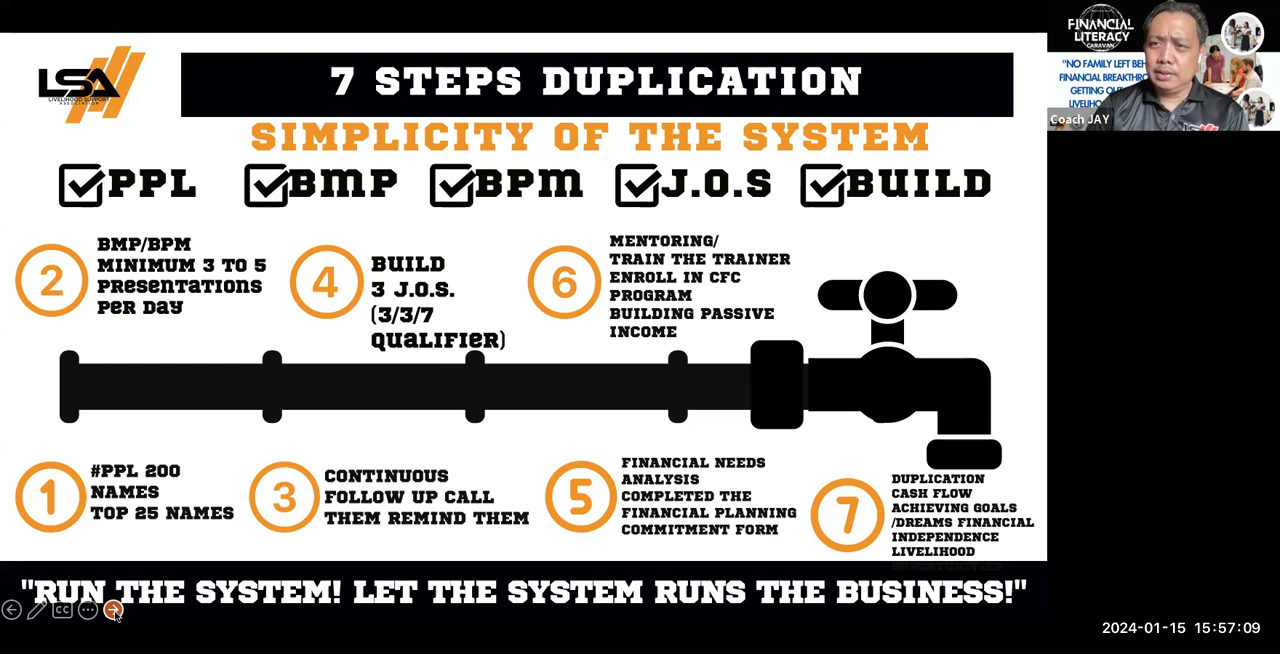 LSA
LIVELIHOOD SUPPORT
ASSOCIATION
7 STEPS DUPLICATION
SIMPLICITY OF THE SYSTEM
PPL BMP BPM J.O.S BUILD
2
BMP/BPM
MINIMUM 3 TO 5
PRESENTATIONS
PER DAY
4
BUILD
3 J.O.S.
(3/3/7
QUALIFIER)
6
MENTORING/
TRAIN THE TRAINER
ENROLL IN CFC
PROGRAM
BUILDING PASSIVE
INCOME
1
#PPL 200
NAMES
TOP 25 NAMES
3
CONTINUOUS
FOLLOW UP CALL
THEM REMIND THEM
5
FINANCIAL NEEDS
ANALYSIS
COMPLETED THE
FINANCIAL PLANNING
COMMITMENT FORM
7
DUPLICATION
CASH FLOW
ACHIEVING GOALS
/DREAMS FINANCIAL
INDEPENDENCE
LIVELIHOOD
OPPORTUNITIES
"RUN THE SYSTEM! LET THE SYSTEM RUNS THE BUSINESS!"
CC
FINANCIAL
LITERACY
CARAVAN
"NO FAMILY LEFT
FINANCIAL
GETTING
Coach JAY
2024-01-15 15:57:09